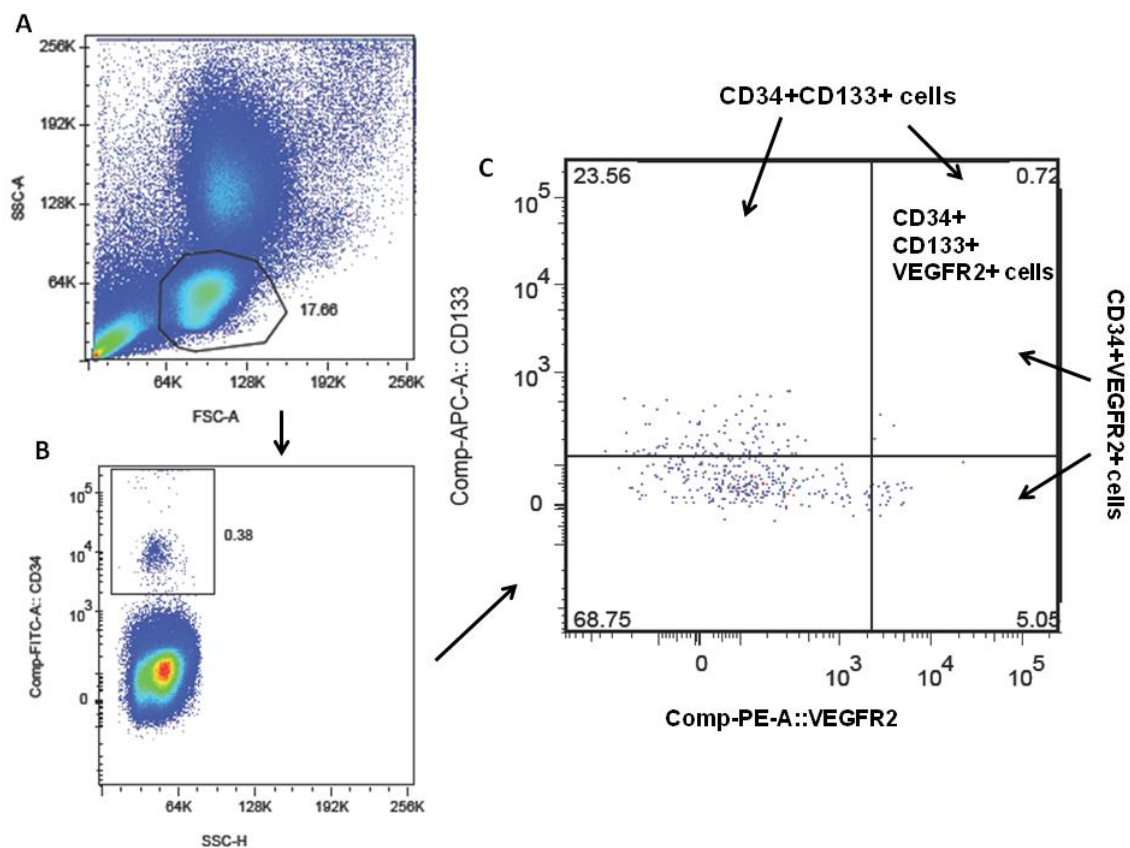 A
256K
192K
128K
64K
SSC-A
17.66
64K
128K
192K
256K
FSC-A
B
10^5
10^4
10^3
0
Comp-FITC-A:: CD34
0.38
64K
128K
192K
256K
SSC-H
CD34+CD133+ cells
C
23.56
0.72
CD34+
CD133+
VEGFR2+ cells
CD34+VEGFR2+ cells
10^5
10^4
10^3
0
Comp-APC-A:: CD133
68.75
5.05
0
10^3
10^4
10^5
Comp-PE-A::VEGFR2